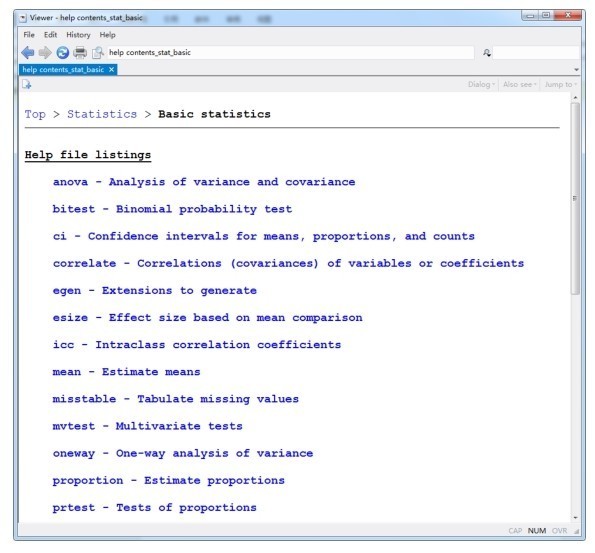 Viewer - help contents_stat_basic
File Edit History Help
help contents_stat_basic
help contents_stat_basic ×
Dialog Also see Jump to
Top > Statistics > Basic statistics
Help file listings
anova - Analysis of variance and covariance
bitest - Binomial probability test
ci - Confidence intervals for means, proportions, and counts
correlate - Correlations (covariances) of variables or coefficients
egen - Extensions to generate
esize - Effect size based on mean comparison
icc - Intraclass correlation coefficients
mean - Estimate means
misstable - Tabulate missing values
mvtest - Multivariate tests
oneway - One-way analysis of variance
proportion - Estimate proportions
prtest - Tests of proportions
CAP NUM OVR